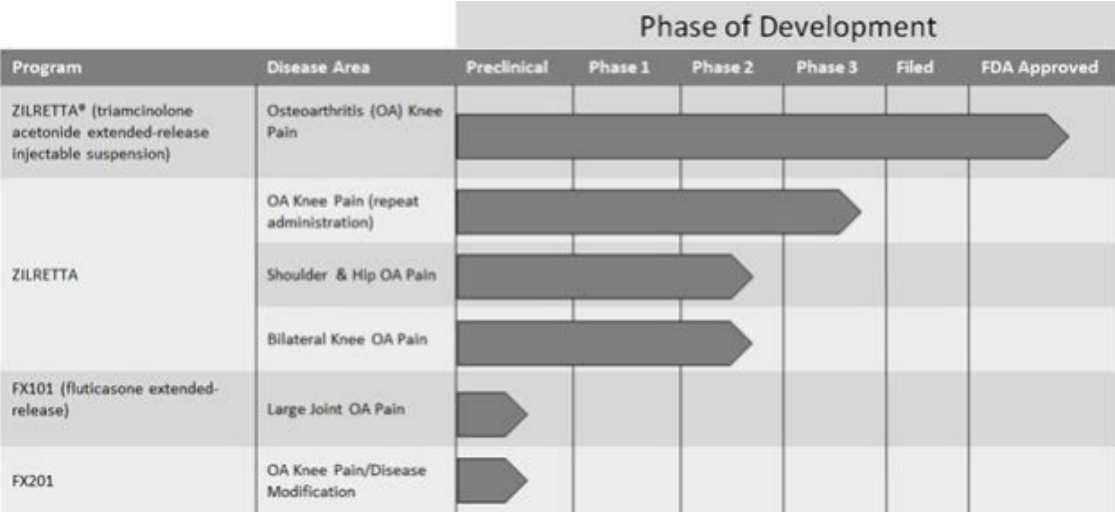 Phase of Development
Program Disease Area Preclinical Phase 1 Phase 2 Phase 3 Filed FDA Approved
ZILRETTA® (triamcinolone
acetonide extended-release
injectable suspension)
Osteoarthritis (OA) Knee
Pain
ZILRETTA
OA Knee Pain (repeat
administration)
Shoulder & Hip OA Pain
Bilateral Knee OA Pain
FX101 (fluticasone extended-
release)
Large Joint OA Pain
FX201
OA Knee Pain/Disease
Modification